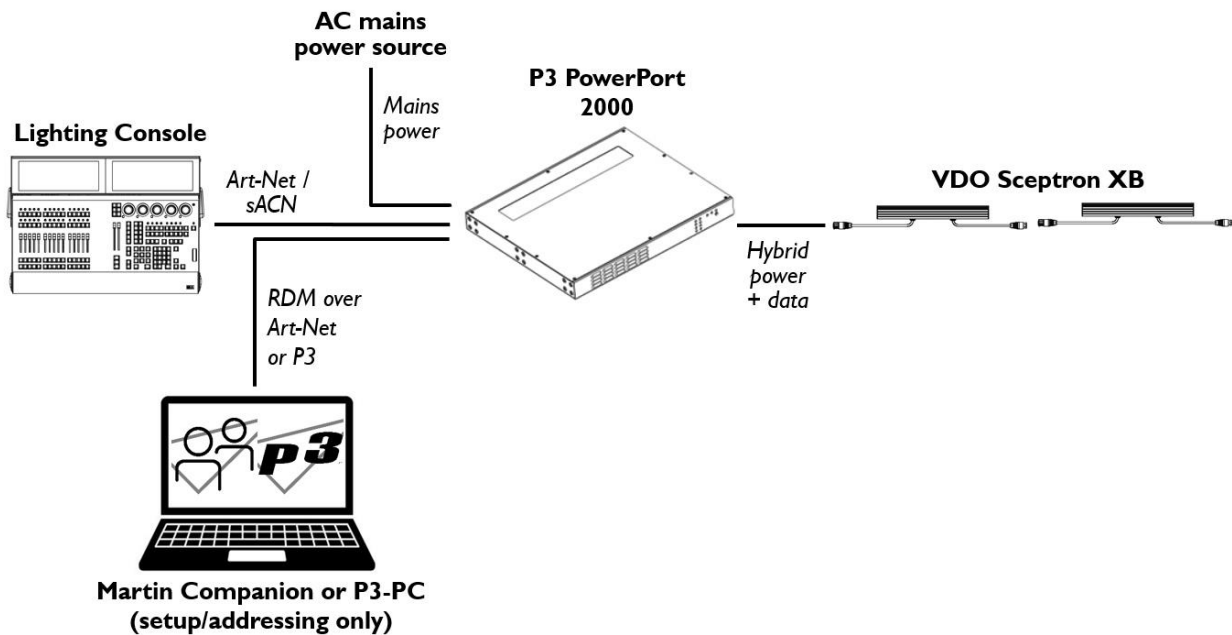 AC mains
power source
P3 PowerPort
2000
Mains
power
Lighting Console
Art-Net /
sACN
VDO Sceptron XB
Hybrid
power
+ data
RDM over
Art-Net
or P3
P3
Martin Companion or P3-PC
(setup/addressing only)